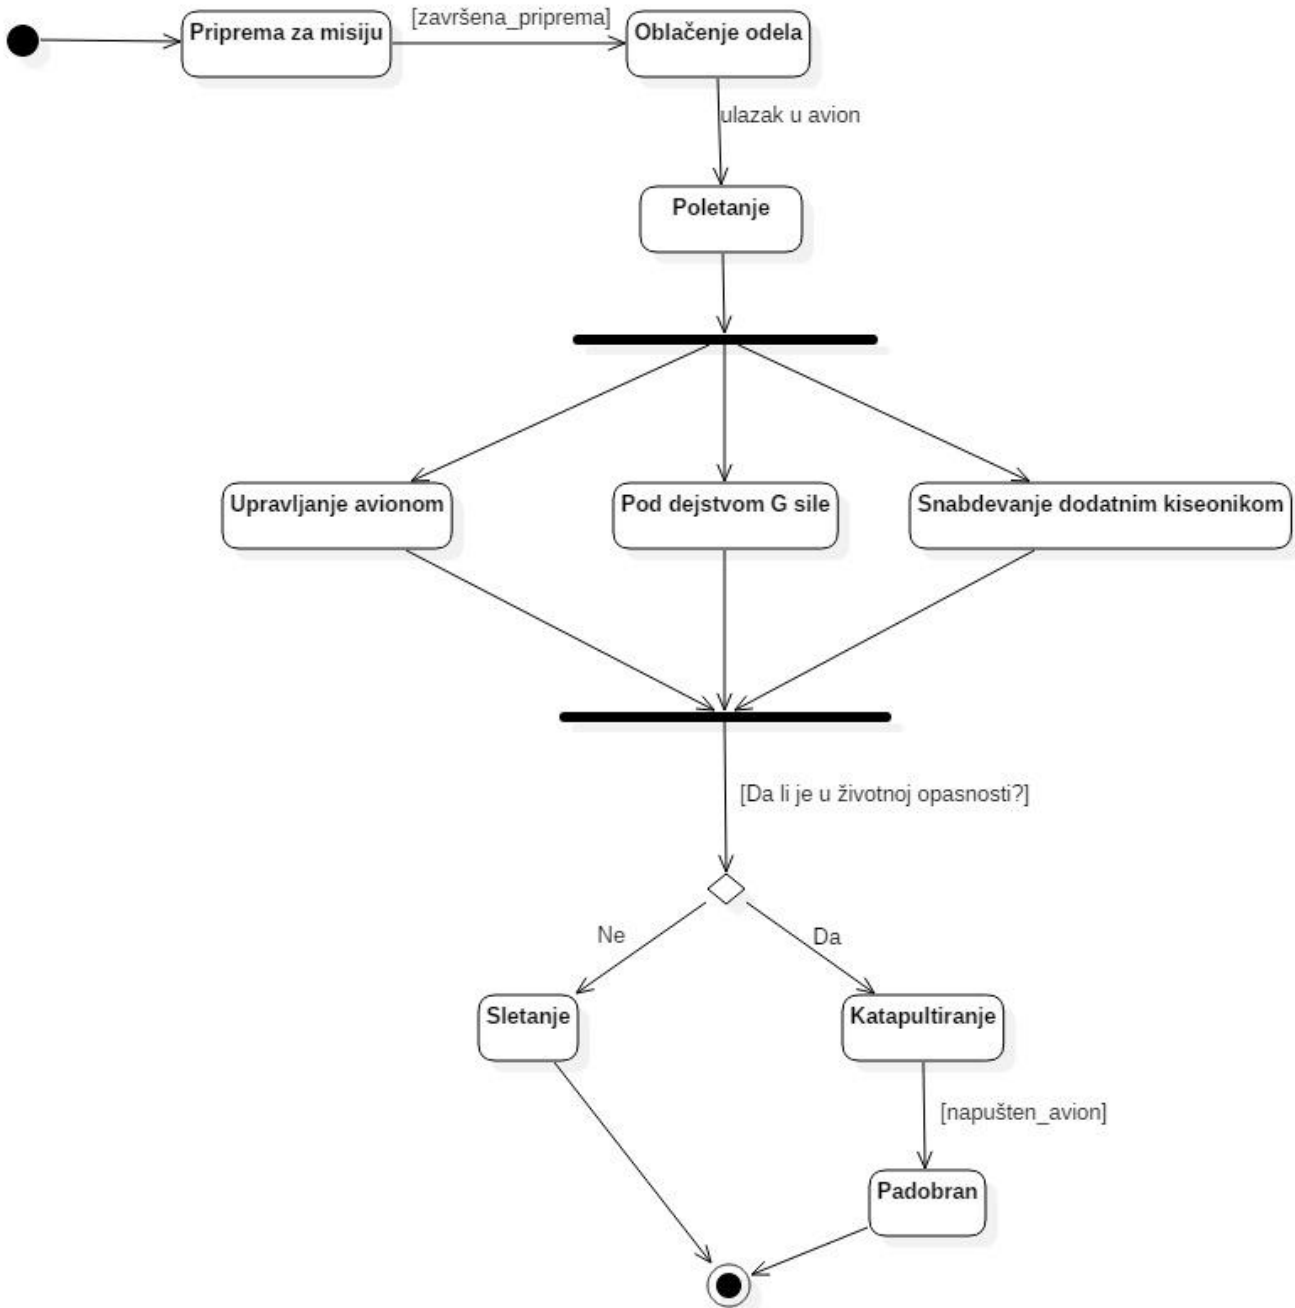 Priprema za misiju
[završena_priprema]
Oblačenje odela
ulazak u avion
Poletanje
Upravljanje avionom
Pod dejstvom G sile
Snabdevanje dodatnim kiseonikom
[Da li je u životnoj opasnosti?]
Ne
Da
Sletanje
Katapultiranje
[napušten_avion]
Padobran